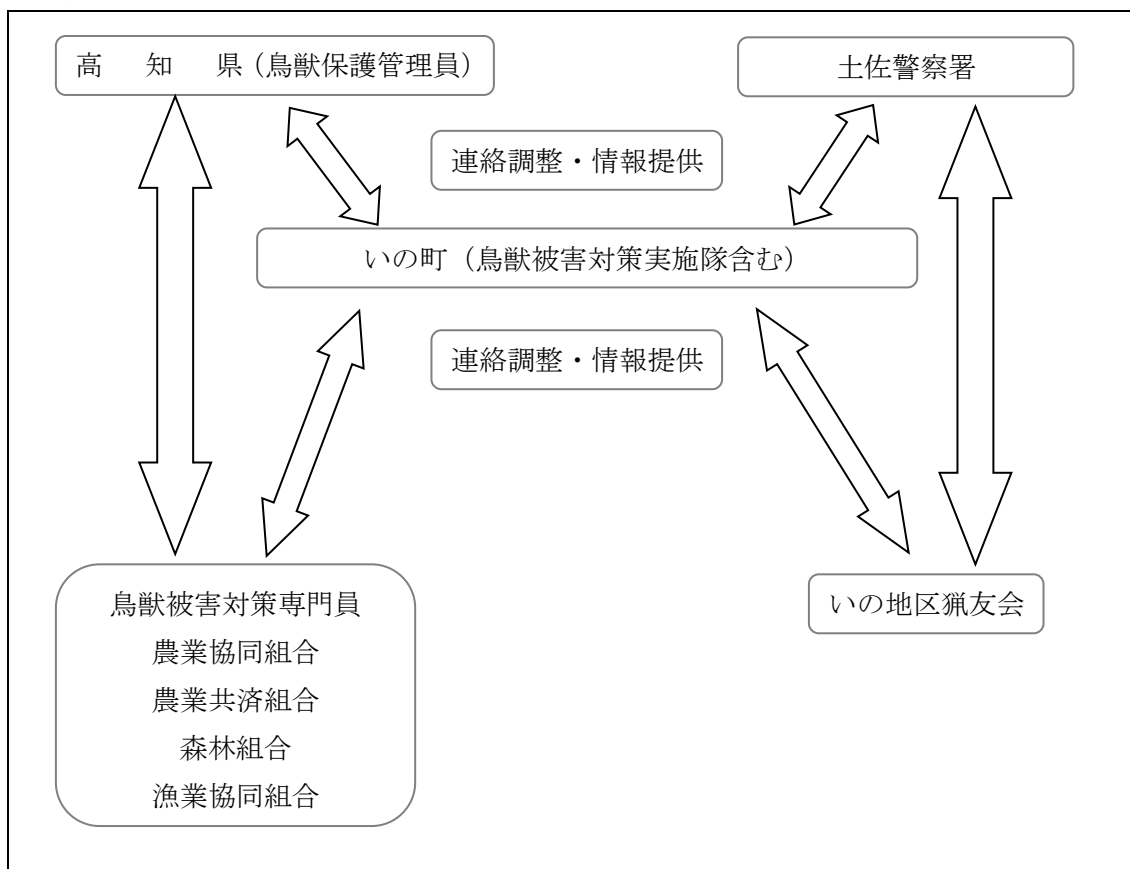 高　知　県（鳥獣保護管理員）
土佐警察署
連絡調整・情報提供
いの町（鳥獣被害対策実施隊含む）
連絡調整・情報提供
鳥獣被害対策専門員
農業協同組合
農業共済組合
森林組合
漁業協同組合
いの地区猟友会